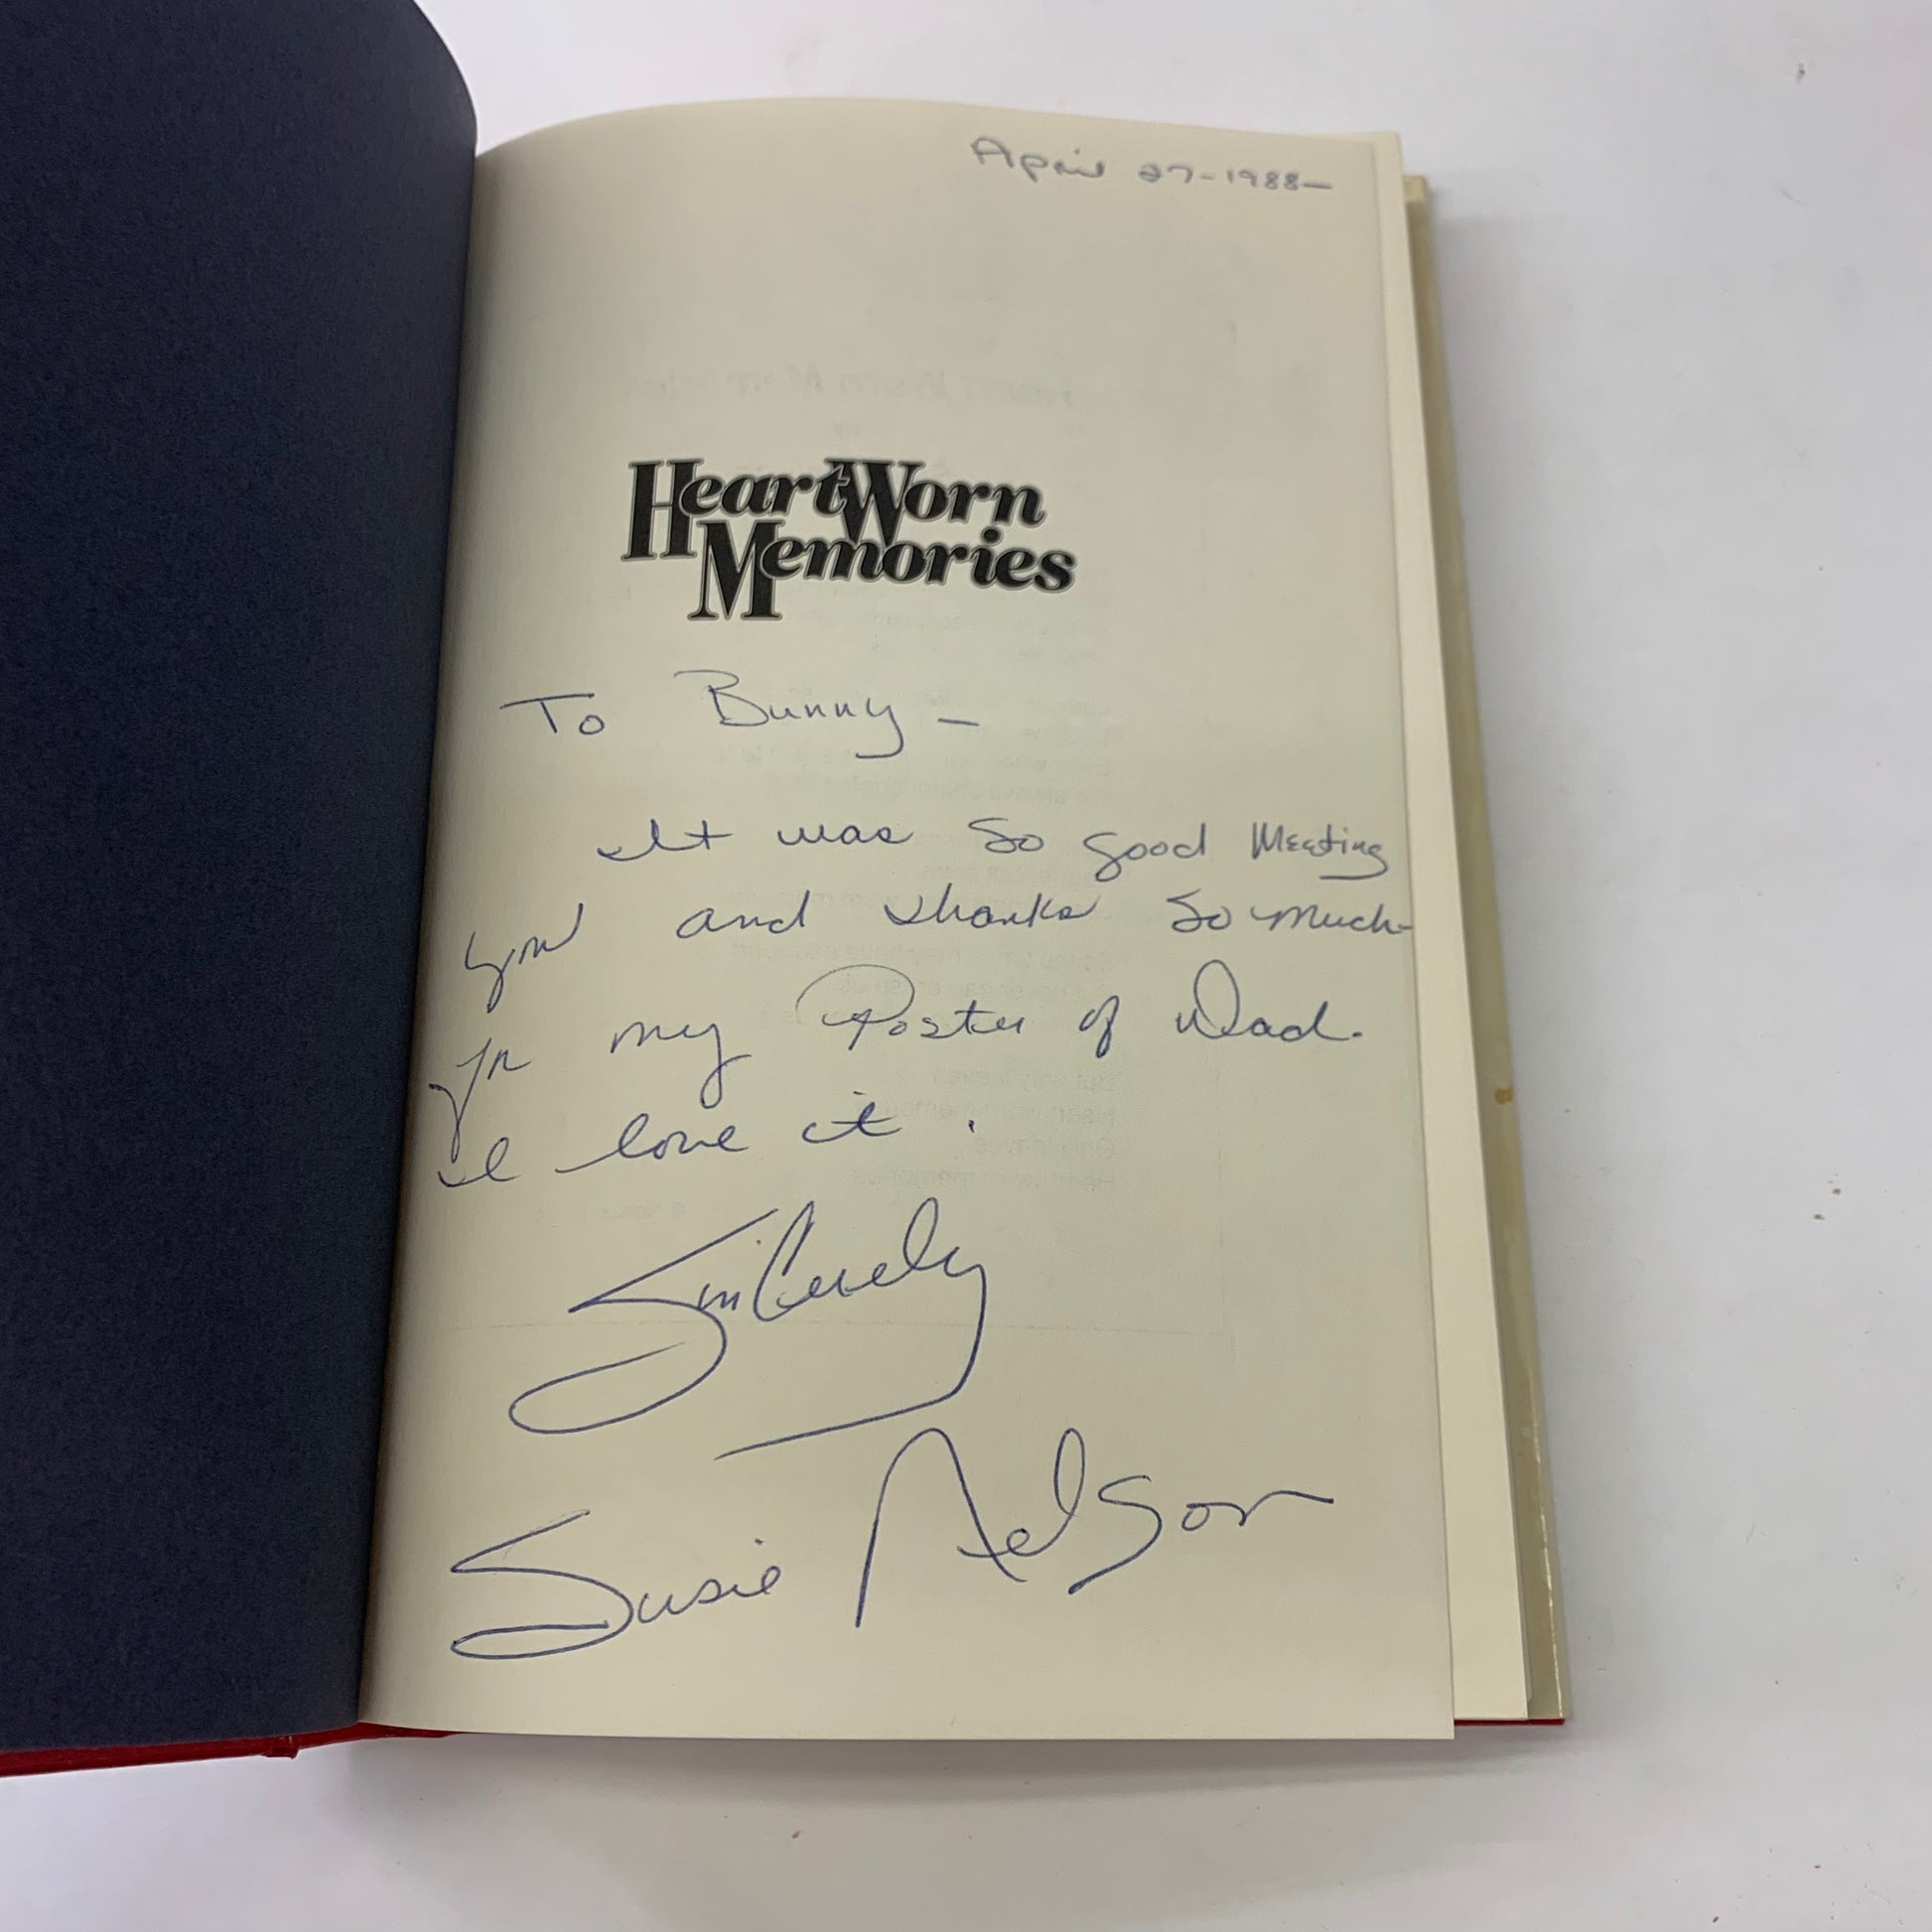 April 27-1988-
HeartWorn
Memories
To Bunny -
It was so good Meeting
you and thanks so much
for my Poster of Dad.
I love it.
Sincerely
Susie Nelson